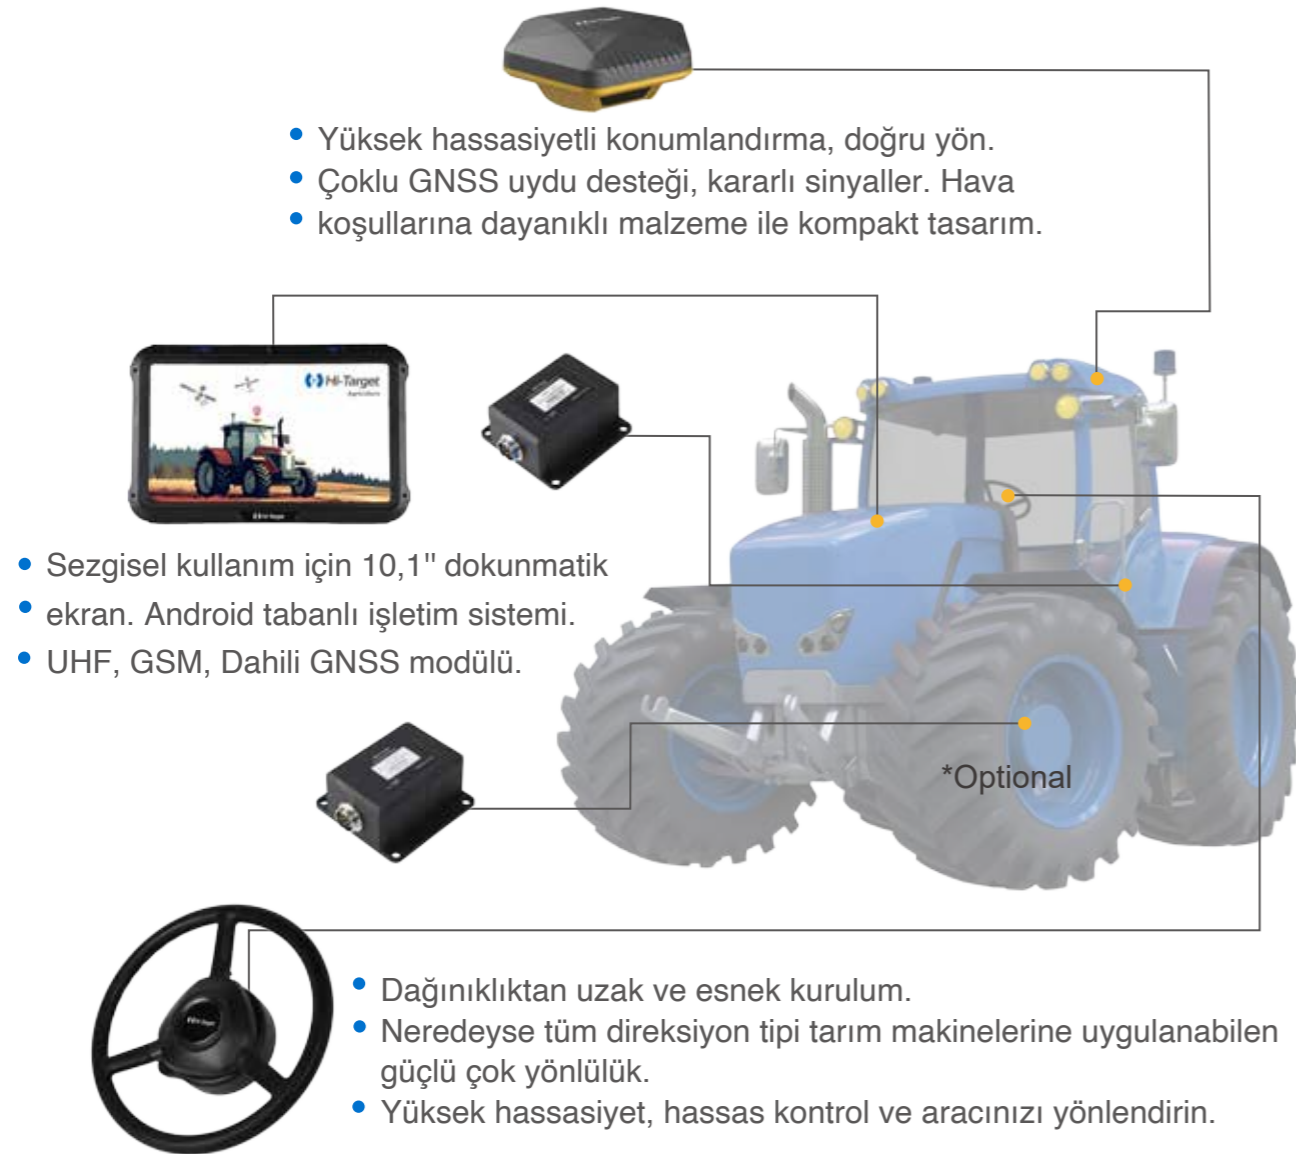 Yüksek hassasiyetli konumlandırma, doğru yön.
Çoklu GNSS uydu desteği, kararlı sinyaller. Hava
koşullarına dayanıklı malzeme ile kompakt tasarım.
Hi-Target
Agriculture
Hi-Target
Sezgisel kullanım için 10,1" dokunmatik
ekran. Android tabanlı işletim sistemi.
UHF, GSM, Dahili GNSS modülü.
*Optional
Dağınıklıktan uzak ve esnek kurulum.
Neredeyse tüm direksiyon tipi tarım makinelerine uygulanabilen
güçlü çok yönlülük.
Yüksek hassasiyet, hassas kontrol ve aracınızı yönlendirin.